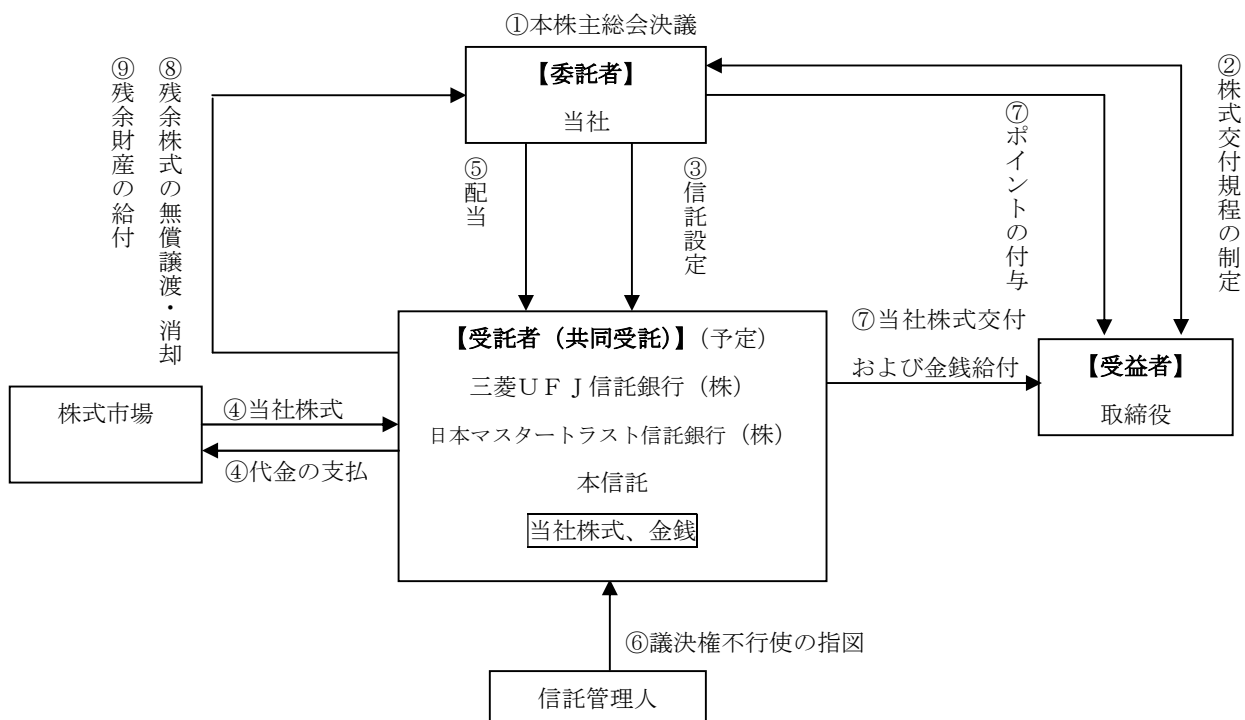 ①本株主総会決議
【委託者】
当社
⑨残余財産の給付
⑧残余株式の無償譲渡・消却
⑤配当
③信託設定
⑦ポイントの付与
②株式交付規程の制定
【受託者（共同受託）】（予定）
三菱ＵＦＪ信託銀行（株）
日本マスタートラスト信託銀行（株）
本信託
当社株式、金銭
⑦当社株式交付
および金銭給付
【受益者】
取締役
株式市場
④当社株式
④代金の支払
⑥議決権不行使の指図
信託管理人